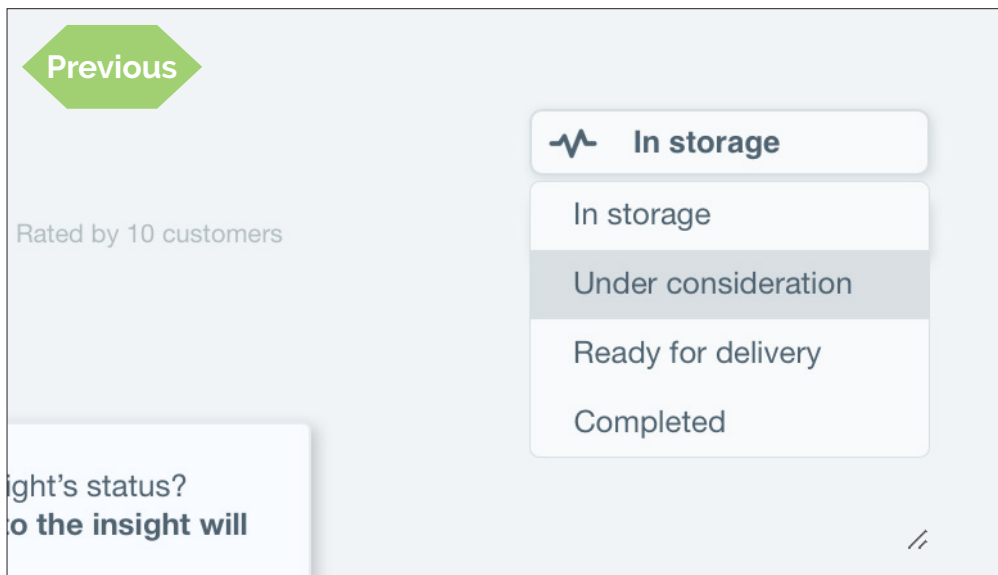 Previous
In storage
In storage
Rated by 10 customers
Under consideration
Ready for delivery
Completed
ight’s status?
to the insight will